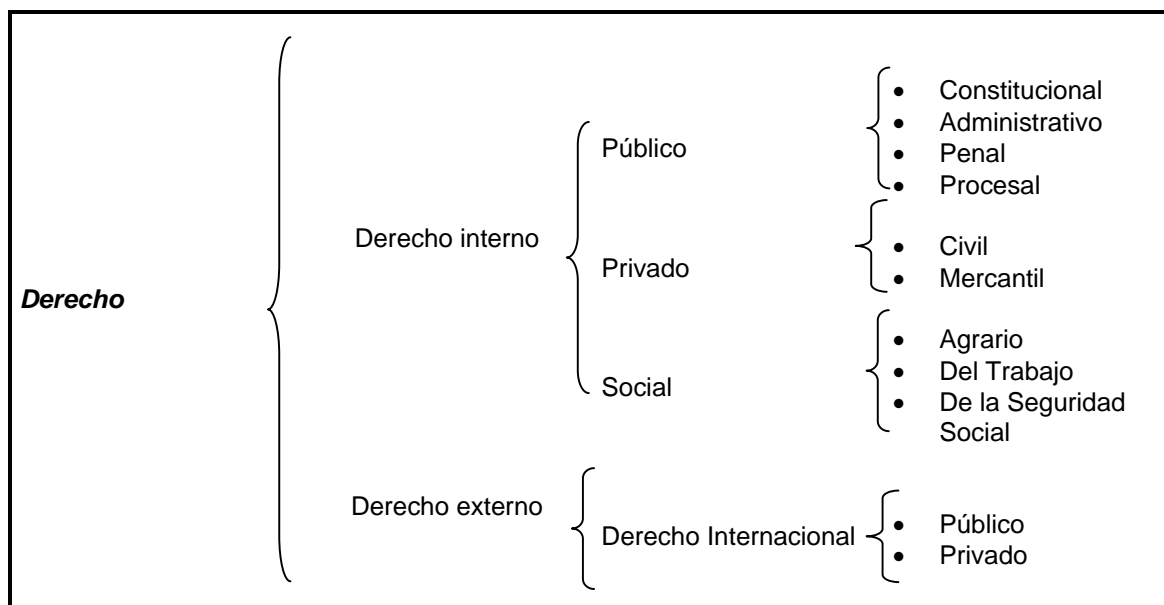 Derecho
Derecho interno
Público
• Constitucional
• Administrativo
• Penal
• Procesal
Privado
• Civil
• Mercantil
Social
• Agrario
• Del Trabajo
• De la Seguridad
Social
Derecho externo
Derecho Internacional
• Público
• Privado